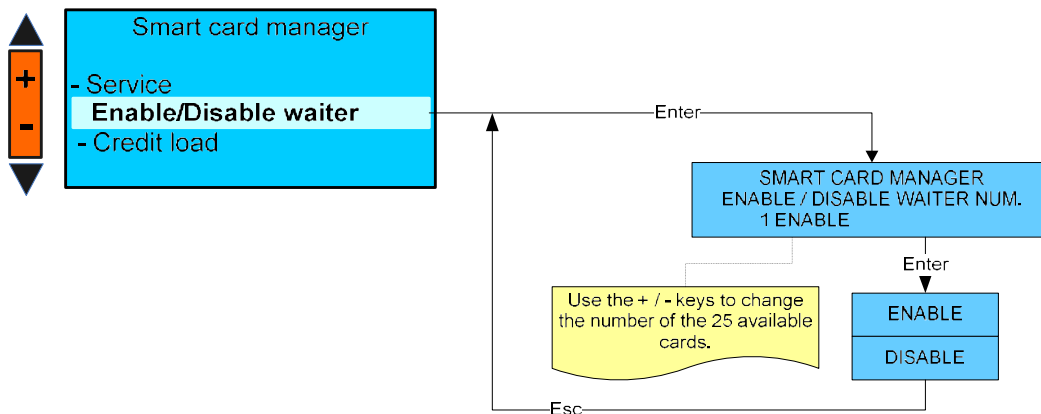 Smart card manager
+
-
- Service
Enable/Disable waiter
- Credit load
Enter
SMART CARD MANAGER
ENABLE / DISABLE WAITER NUM.
1 ENABLE
Enter
Use the + / - keys to change
the number of the 25 available
cards.
ENABLE
DISABLE
Esc